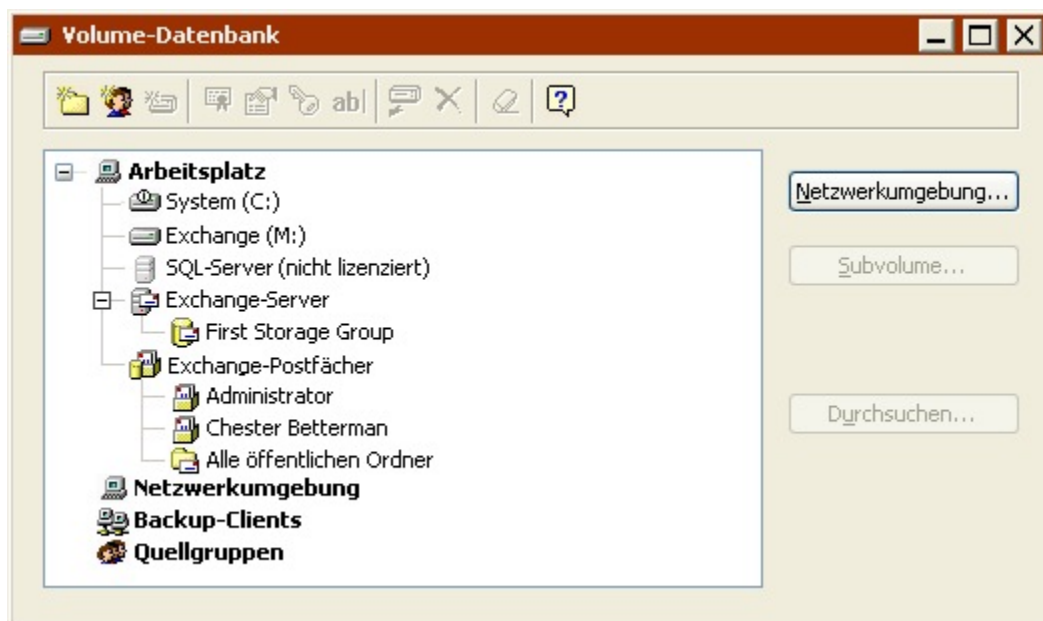 Volume-Datenbank
ab|
Arbeitsplatz
System (C:)
Exchange (M:)
SQL-Server (nicht lizenziert)
Exchange-Server
First Storage Group
Exchange-Postfächer
Administrator
Chester Betterman
Alle öffentlichen Ordner
Netzwerkumgebung
Backup-Clients
Quellgruppen
Netzwerkumgebung...
Subvolume...
Durchsuchen...